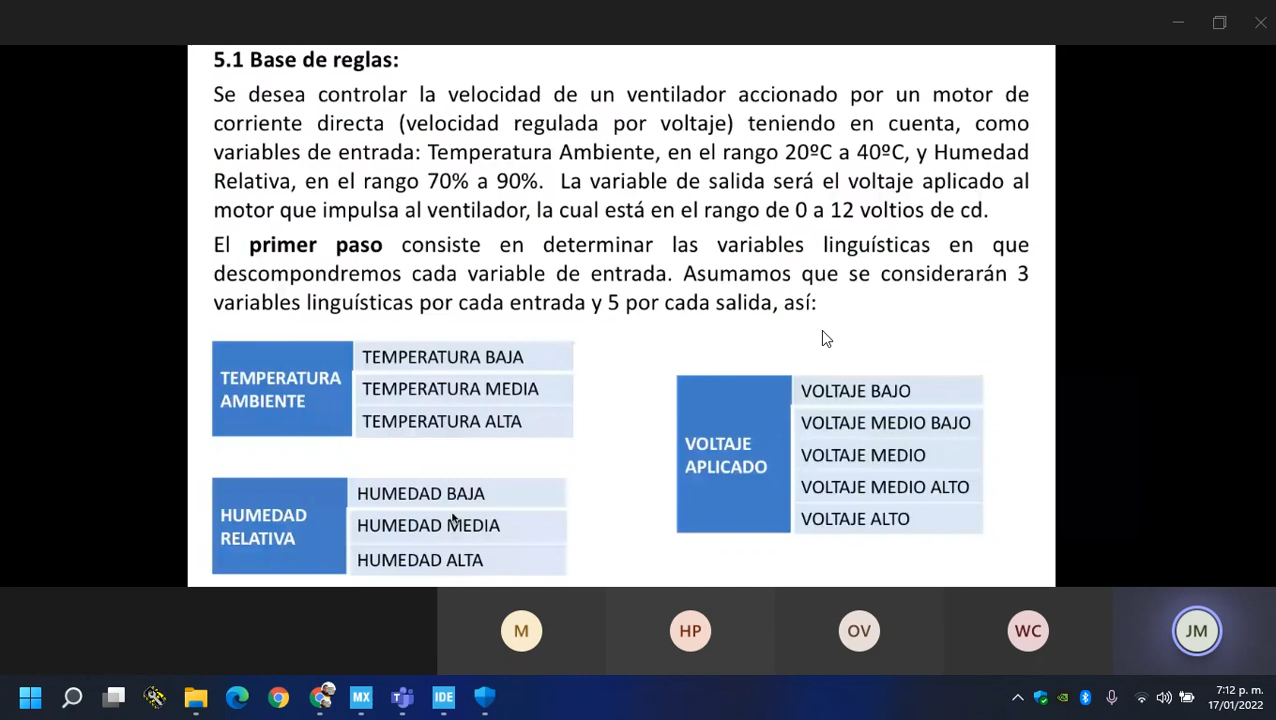 5.1 Base de reglas:
Se desea controlar la velocidad de un ventilador accionado por un motor de
corriente directa (velocidad regulada por voltaje) teniendo en cuenta, como
variables de entrada: Temperatura Ambiente, en el rango 20ºC a 40ºC, y Humedad
Relativa, en el rango 70% a 90%. La variable de salida será el voltaje aplicado al
motor que impulsa al ventilador, la cual está en el rango de 0 a 12 voltios de cd.
El primer paso consiste en determinar las variables lingüísticas en que
descompondremos cada variable de entrada. Asumamos que se considerarán 3
variables lingüísticas por cada entrada y 5 por cada salida, así:
TEMPERATURA
AMBIENTE
TEMPERATURA BAJA
TEMPERATURA MEDIA
TEMPERATURA ALTA
HUMEDAD
RELATIVA
HUMEDAD BAJA
HUMEDAD MEDIA
HUMEDAD ALTA
VOLTAJE
APLICADO
VOLTAJE BAJO
VOLTAJE MEDIO BAJO
VOLTAJE MEDIO
VOLTAJE MEDIO ALTO
VOLTAJE ALTO
M
HP
OV
WC
JM
MX
IDE
7:12 p. m.
17/01/2022